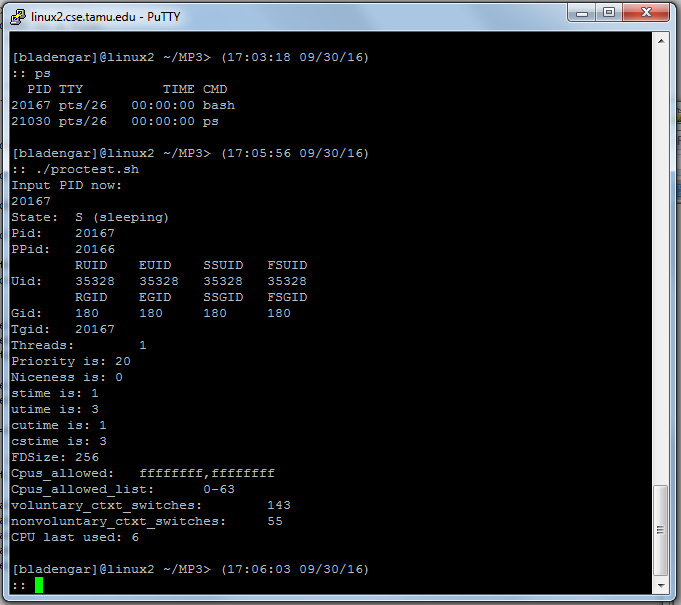 linux2.cse.tamu.edu - PuTTY
[bladengar]@linux2 ~/MP3> (17:03:18 09/30/16)
:: ps
  PID TTY          TIME CMD
20167 pts/26   00:00:00 bash
21030 pts/26   00:00:00 ps
[bladengar]@linux2 ~/MP3> (17:05:56 09/30/16)
:: ./proctest.sh
Input PID now:
20167
State:  S (sleeping)
Pid:    20167
PPid:   20166
        RUID    EUID    SSUID   FSUID
Uid:    35328   35328   35328   35328
        RGID    EGID    SSGID   FSGID
Gid:    180     180     180     180
Tgid:   20167
Threads:        1
Priority is: 20
Niceness is: 0
stime is: 1
utime is: 3
cutime is: 1
cstime is: 3
FDSize: 256
Cpus_allowed:   ffffffff,ffffffff
Cpus_allowed_list:      0-63
voluntary_ctxt_switches:        143
nonvoluntary_ctxt_switches:     55
CPU last used: 6
[bladengar]@linux2 ~/MP3> (17:06:03 09/30/16)
::